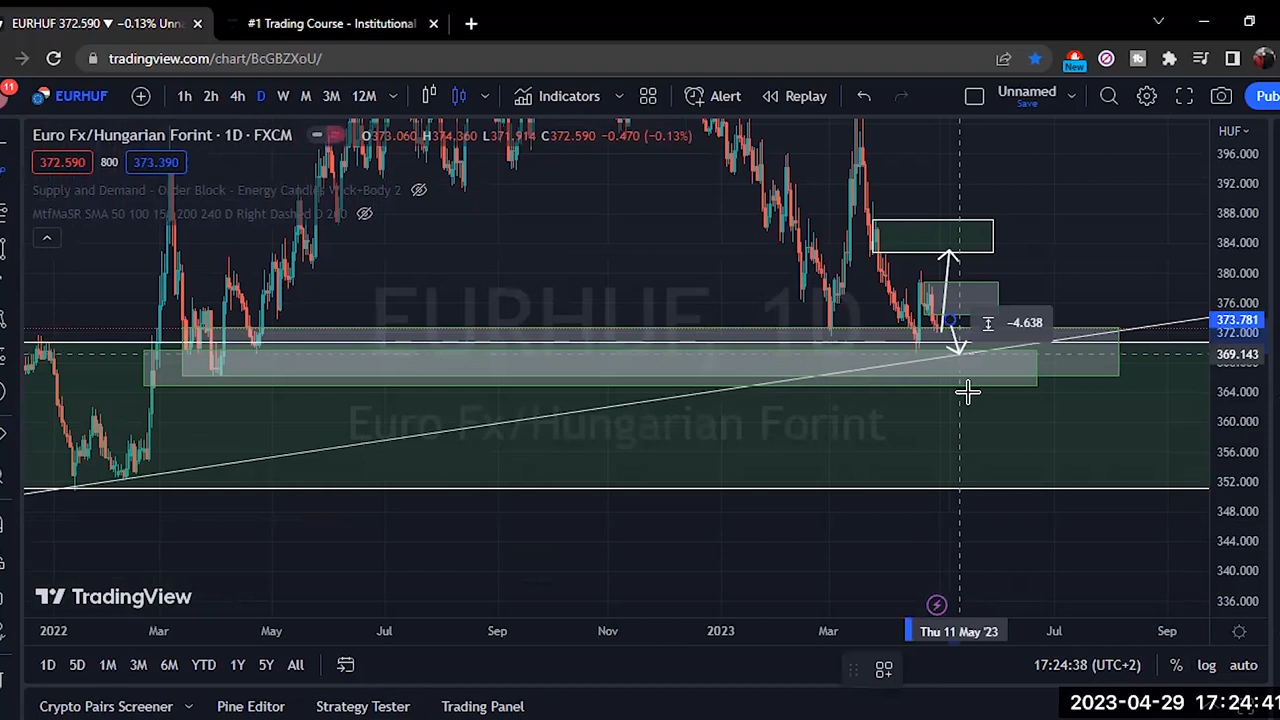 EURHUF 372.590 ▼ −0.13% Unna
#1 Trading Course - Institutional
tradingview.com/chart/BcGBZXoU/
New
11
EURHUF 1h 2h 4h D W M 3M 12M Indicators Alert Replay Unnamed Save Pub
Euro Fx/Hungarian Forint · 1D · FXCM O373.060 H374.360 L371.914 C372.590 −0.470 (−0.13%)
HUF
372.590 800 373.390
Supply and Demand - Order Block - Energy Candles Wick-Body 2
MtfMaSR SMA 50 100 150 200 240 D Right Dashed D 200
396.000
392.000
388.000
384.000
380.000
376.000
373.781
372.000
369.143
364.000
360.000
356.000
352.000
348.000
344.000
340.000
336.000
−4.638
EURHUF, 1D
Euro Fx/Hungarian Forint
TradingView
2022 Mar May Jul Sep Nov 2023 Mar Thu 11 May '23 Jul Sep
1D 5D 1M 3M 6M YTD 1Y 5Y All 17:24:38 (UTC+2) % log auto
Crypto Pairs Screener Pine Editor Strategy Tester Trading Panel
2023-04-29 17:24:41